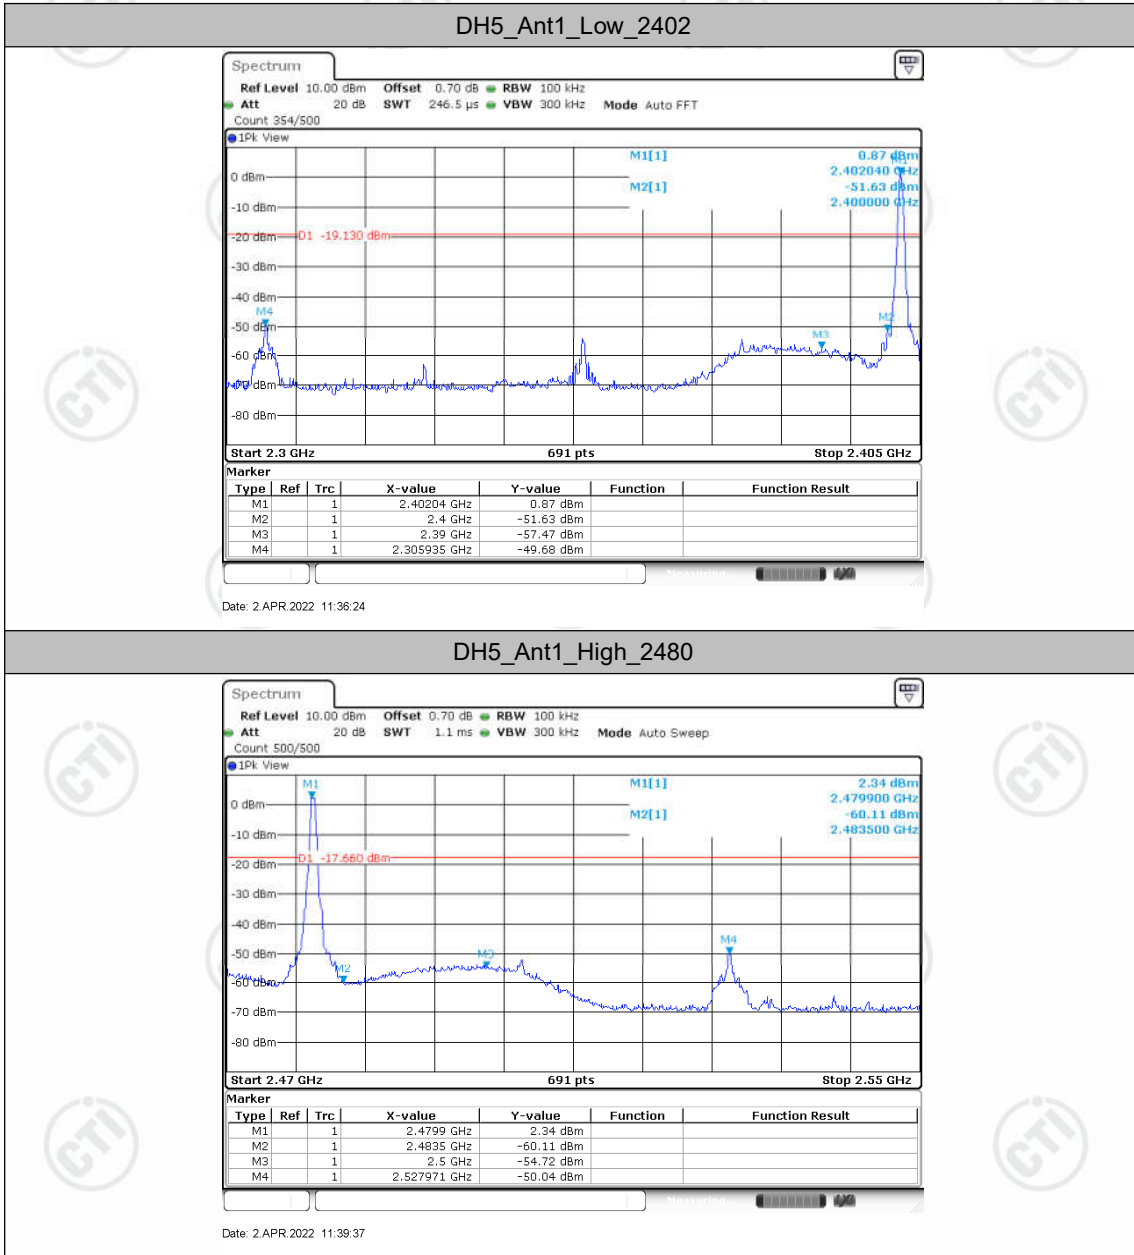 DH5_Ant1_Low_2402
Spectrum
Ref Level 10.00 dBm Offset 0.70 dB RBW 100 kHz
Att 20 dB SWT 246.5 µs VBW 300 kHz Mode Auto FFT
Count 354/500
1Pk View
M1[1] 0.87 dBm
2.402040 GHz
M2[1] -51.63 dBm
2.400000 GHz
M1
0 dBm
-10 dBm
-20 dBm
D1 -19.130 dBm
-30 dBm
-40 dBm
M4
-50 dBm
M2
M3
-60 dBm
-70 dBm
-80 dBm
Start 2.3 GHz 691 pts Stop 2.405 GHz
Marker
Type Ref Trc X-value Y-value Function Function Result
M1 1 2.40204 GHz 0.87 dBm
M2 1 2.4 GHz -51.63 dBm
M3 1 2.39 GHz -57.47 dBm
M4 1 2.305935 GHz -49.68 dBm
Measuring...
Date: 2.APR.2022 11:36:24
DH5_Ant1_High_2480
Spectrum
Ref Level 10.00 dBm Offset 0.70 dB RBW 100 kHz
Att 20 dB SWT 1.1 ms VBW 300 kHz Mode Auto Sweep
Count 500/500
1Pk View
M1[1] 2.34 dBm
2.479900 GHz
M2[1] -60.11 dBm
2.483500 GHz
M1
0 dBm
-10 dBm
D1 -17.660 dBm
-20 dBm
-30 dBm
-40 dBm
M4
-50 dBm
M3
M2
-60 dBm
-70 dBm
-80 dBm
Start 2.47 GHz 691 pts Stop 2.55 GHz
Marker
Type Ref Trc X-value Y-value Function Function Result
M1 1 2.4799 GHz 2.34 dBm
M2 1 2.4835 GHz -60.11 dBm
M3 1 2.5 GHz -54.72 dBm
M4 1 2.527971 GHz -50.04 dBm
Measuring...
Date: 2.APR.2022 11:39:37
CTI
CTI
CTI
CTI
CTI
CTI